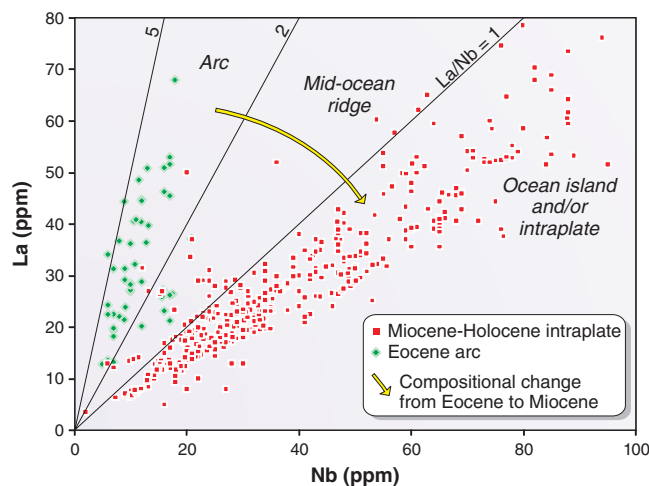 80
70
60
50
40
30
20
10
0
La (ppm)
5
2
La/Nb = 1
Arc
Mid-ocean
ridge
Ocean island
and/or
intraplate
Miocene-Holocene intraplate
Eocene arc
Compositional change
from Eocene to Miocene
0
20
40
60
80
100
Nb (ppm)